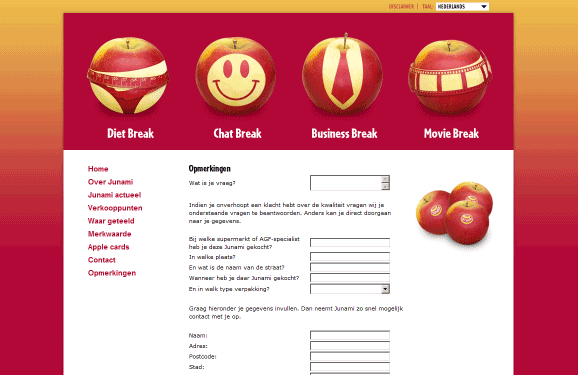 DISCLAIMER | TAAL: NEDERLANDS
Diet Break
Chat Break
Business Break
Movie Break
Home
Over Junami
Junami actueel
Verkooppunten
Waar geteeld
Merkwaarde
Apple cards
Contact
Opmerkingen
Opmerkingen
Wat is je vraag?
Indien je onverhoopt een klacht hebt over de kwaliteit vragen wij je
onderstaande vragen te beantwoorden. Anders kan je direct doorgaan
naar je gegevens.
Bij welke supermarkt of AGF-specialist
heb je deze Junami gekocht?
In welke plaats?
En wat is de naam van de straat?
Wanneer heb je daar Junami gekocht?
En in walk type verpakking?
Graag hieronder je gegevens invullen. Dan neemt Junami zo snel mogelijk
contact met je op.
Naam:
Adres:
Postcode:
Stad: